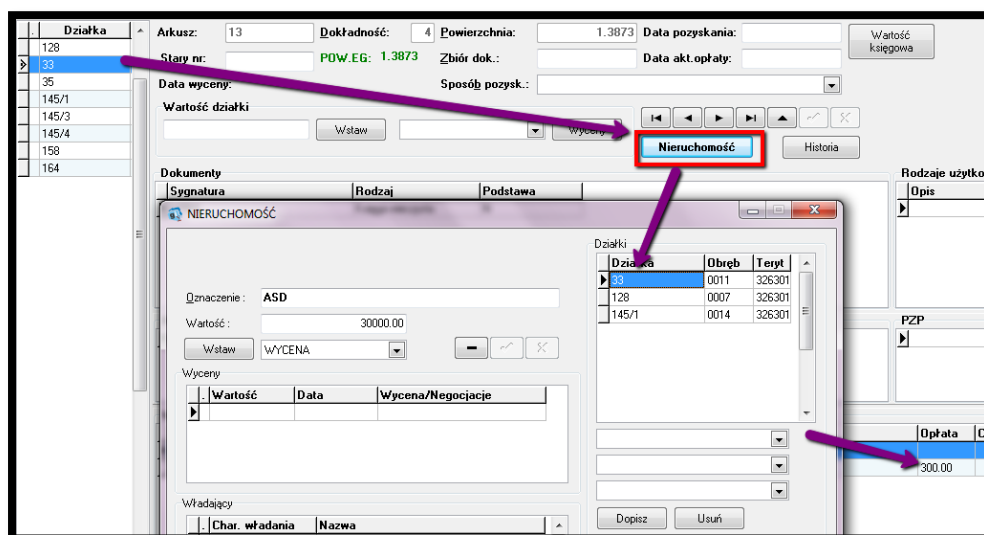 . Działka
128
33
35
145/1
145/3
145/4
158
164
Arkusz: 13 Dokładność: 4 Powierzchnia: 1.3873 Data pozyskania:
Wartość księgowa
Stary nr: POW.EG: 1.3873 Zbiór dok.: Data akt.opłaty:
Data wyceny: Sposób pozysk.:
Wartość działki
Wstaw Wyceny
Nieruchomość Historia
Dokumenty
Sygnatura Rodzaj Podstawa
Rodzaje użytko
Opis
PZP
Opłata C
300.00
NIERUCHOMOŚĆ
Oznaczenie: ASD
Wartość: 30000.00
Wstaw WYCENA
Wyceny
. Wartość Data Wycena/Negocjacje
Władający
. Char. władania Nazwa
Działki
Działka Obręb Teryt
33 0011 326301
128 0007 326301
145/1 0014 326301
Dopisz Usuń